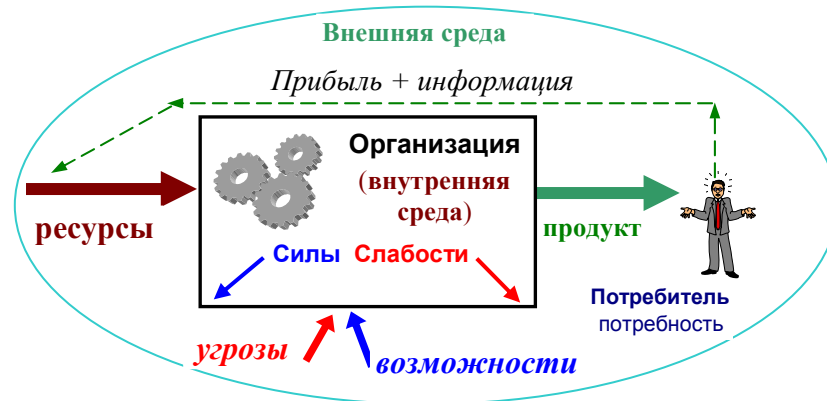 Внешняя среда
Прибыль + информация
Организация
(внутренняя
среда)
ресурсы
продукт
Силы Слабости
Потребитель
потребность
угрозы
возможности